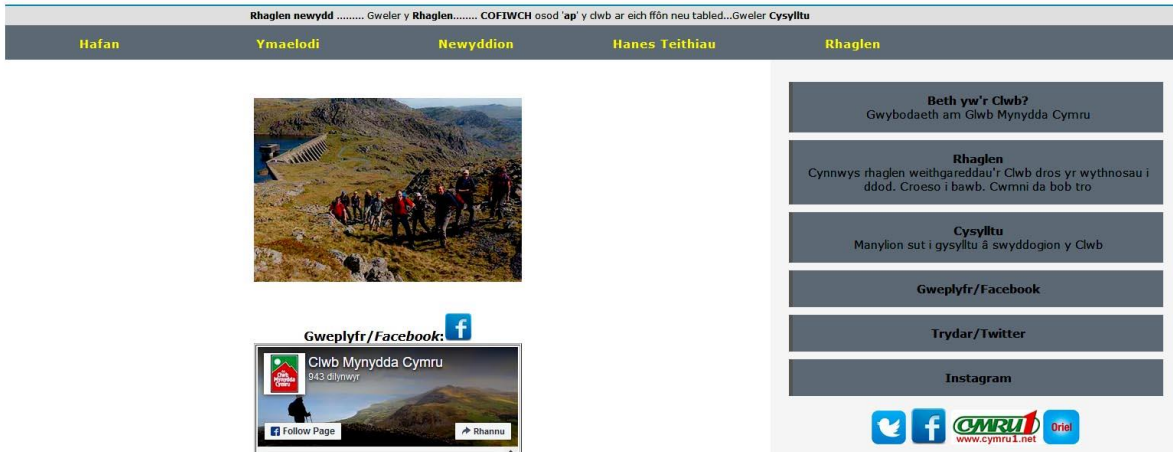 Rhaglen newydd ......... Gweler y Rhaglen........ COFIWCH osod 'ap' y clwb ar eich ffôn neu tabled...Gweler Cysylltu
Hafan Ymaelodi Newyddion Hanes Teithiau Rhaglen
Beth yw'r Clwb?
Gwybodaeth am Glwb Mynydda Cymru
Rhaglen
Cynnwys rhaglen weithgareddau'r Clwb dros yr wythnosau i
ddod. Croeso i bawb. Cwmni da bob tro
Cysylltu
Manylion sut i gysylltu â swyddogion y Clwb
Gweplyfr/Facebook
Trydar/Twitter
Instagram
CYMRU1
www.cymru1.net
Oriel
Gweplyfr/Facebook:
Clwb Mynydda Cymru
943 dilynwyr
Clwb
Mynydda
Cymru
Follow Page
Rhannu